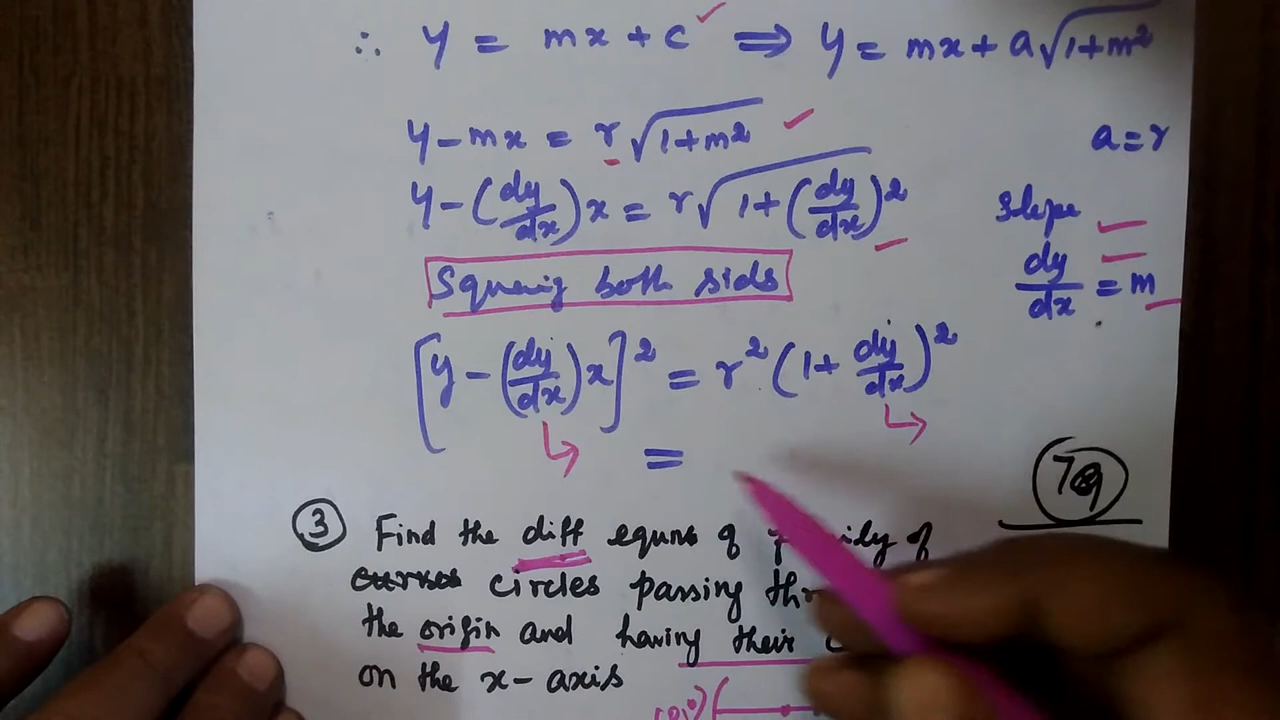 ∴ y = mx + c ⇒ y = mx + a√1+m²
y - mx = r√1+m²
a = r
y - (dy/dx)x = r√1+(dy/dx)²
Slope
dy/dx = m
Squaring both sids
[y - (dy/dx)x]² = r²(1 + dy/dx)²
=
③ Find the diff equns of of
circles passing
the origin and having their
on the x-axis